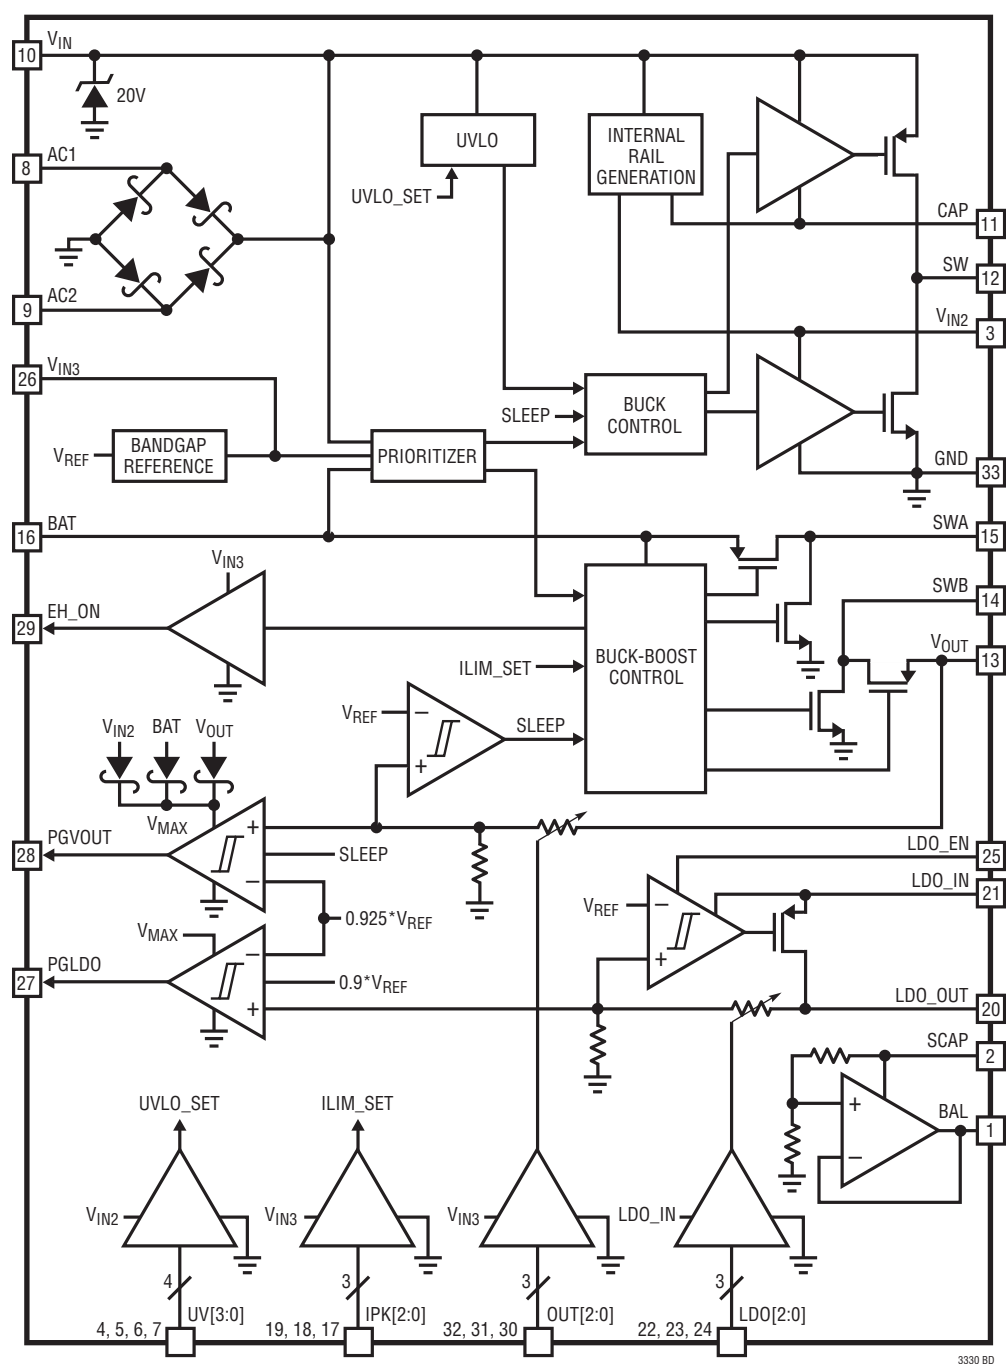 10
VIN
20V
8
AC1
UVLO
UVLO_SET
INTERNAL
RAIL
GENERATION
CAP
11
SW
12
9
AC2
VIN2
3
26
VIN3
SLEEP
BUCK
CONTROL
VREF
BANDGAP
REFERENCE
PRIORITIZER
GND
33
16
BAT
SWA
15
VIN3
SWB
14
29
EH_ON
BUCK-BOOST
CONTROL
VOUT
13
ILIM_SET
VREF
−
+
SLEEP
VIN2
BAT
VOUT
VMAX
28
PGVOUT
+
−
SLEEP
LDO_EN
25
LDO_IN
21
VREF
−
+
0.925*VREF
VMAX
27
PGLDO
−
+
0.9*VREF
LDO_OUT
20
SCAP
2
+
−
BAL
1
UVLO_SET
ILIM_SET
VIN2
VIN3
VIN3
LDO_IN
4
3
3
3
4, 5, 6, 7
UV[3:0]
19, 18, 17
IPK[2:0]
32, 31, 30
OUT[2:0]
22, 23, 24
LDO[2:0]
3330 BD